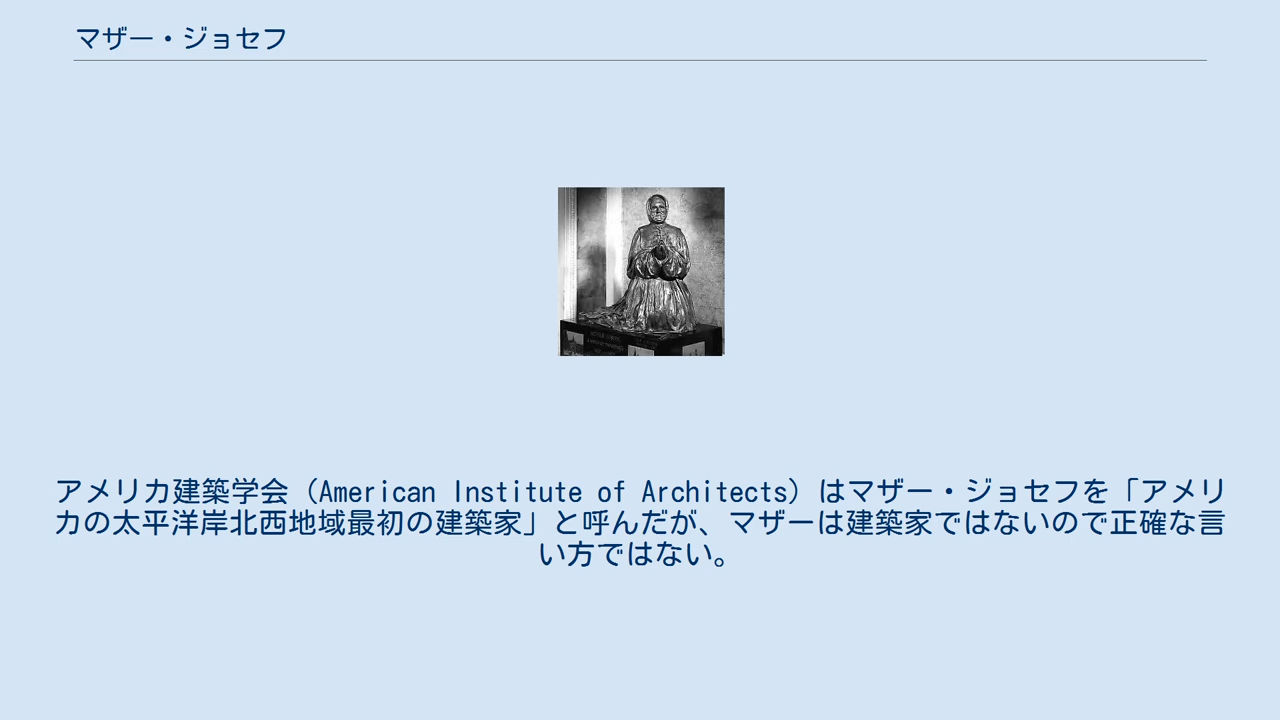 マザー・ジョセフ
アメリカ建築学会（American Institute of Architects）はマザー・ジョセフを「アメリ
カの太平洋岸北西地域最初の建築家」と呼んだが、マザーは建築家ではないので正確な言
い方ではない。